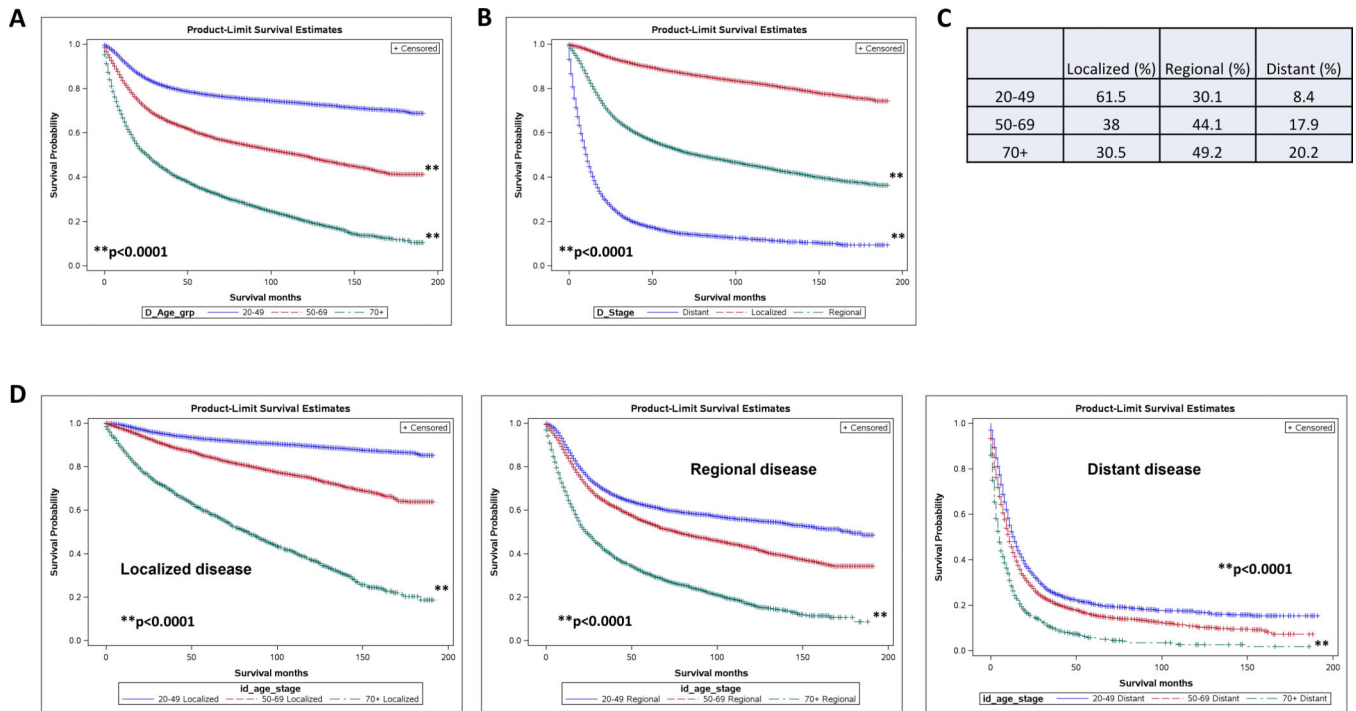 A
Product-Limit Survival Estimates
+ Censored
1.0
0.8
0.6
0.4
0.2
0.0
Survival Probability
**
**
**p<0.0001
0 50 100 150 200
Survival months
D_Age_grp 20-49 50-69 70+
B
Product-Limit Survival Estimates
+ Censored
1.0
0.8
0.6
0.4
0.2
0.0
Survival Probability
**
**
**p<0.0001
0 50 100 150 200
Survival months
D_Stage Distant Localized Regional
C
Localized (%) Regional (%) Distant (%)
20-49 61.5 30.1 8.4
50-69 38 44.1 17.9
70+ 30.5 49.2 20.2
D
Product-Limit Survival Estimates
+ Censored
1.0
0.8
0.6
0.4
0.2
0.0
Survival Probability
Localized disease
**
**p<0.0001
0 50 100 150 200
Survival months
id_age_stage
20-49 Localized 50-69 Localized 70+ Localized
Product-Limit Survival Estimates
+ Censored
1.0
0.8
0.6
0.4
0.2
0.0
Survival Probability
Regional disease
**
**p<0.0001
0 50 100 150 200
Survival months
id_age_stage
20-49 Regional 50-69 Regional 70+ Regional
Product-Limit Survival Estimates
+ Censored
1.0
0.8
0.6
0.4
0.2
0.0
Survival Probability
Distant disease
**p<0.0001
**
0 50 100 150 200
Survival months
id_age_stage 20-49 Distant 50-69 Distant 70+ Distant